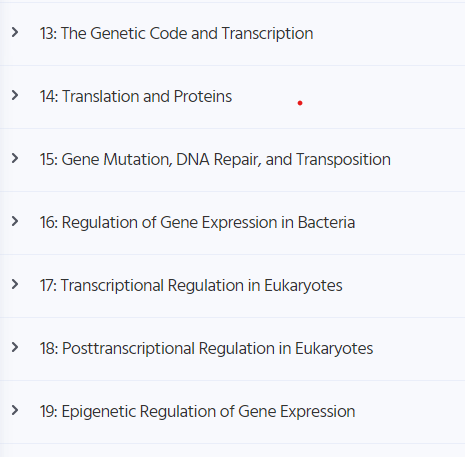 13: The Genetic Code and Transcription
14: Translation and Proteins
15: Gene Mutation, DNA Repair, and Transposition
16: Regulation of Gene Expression in Bacteria
17: Transcriptional Regulation in Eukaryotes
18: Posttranscriptional Regulation in Eukaryotes
19: Epigenetic Regulation of Gene Expression